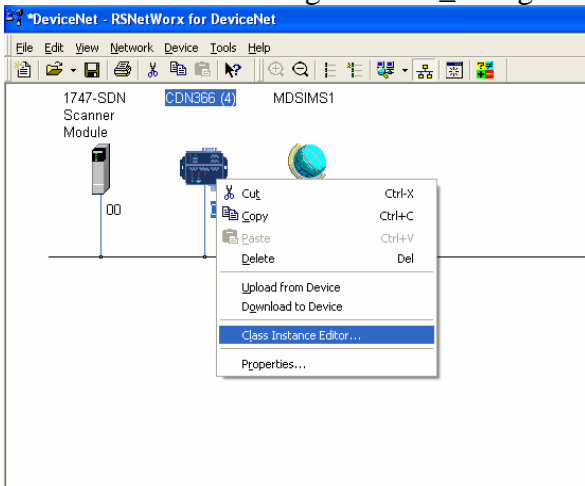 *DeviceNet - RSNetWorx for DeviceNet
File Edit View Network Device Tools Help
1747-SDN
Scanner
Module
CDN366 (4)
MDSIMS1
00
Cut Ctrl-X
Copy Ctrl+C
Paste Ctrl+V
Delete Del
Upload from Device
Download to Device
Class Instance Editor...
Properties...